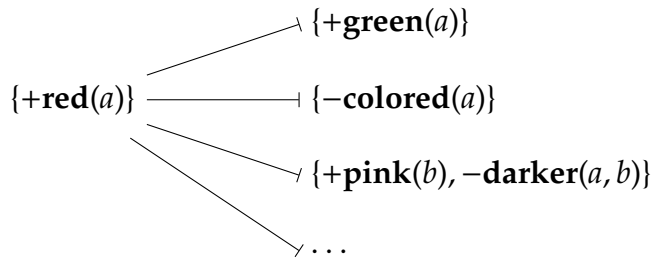 {+green(a)}
{+red(a)} {−colored(a)}
{+pink(b), −darker(a, b)}
...